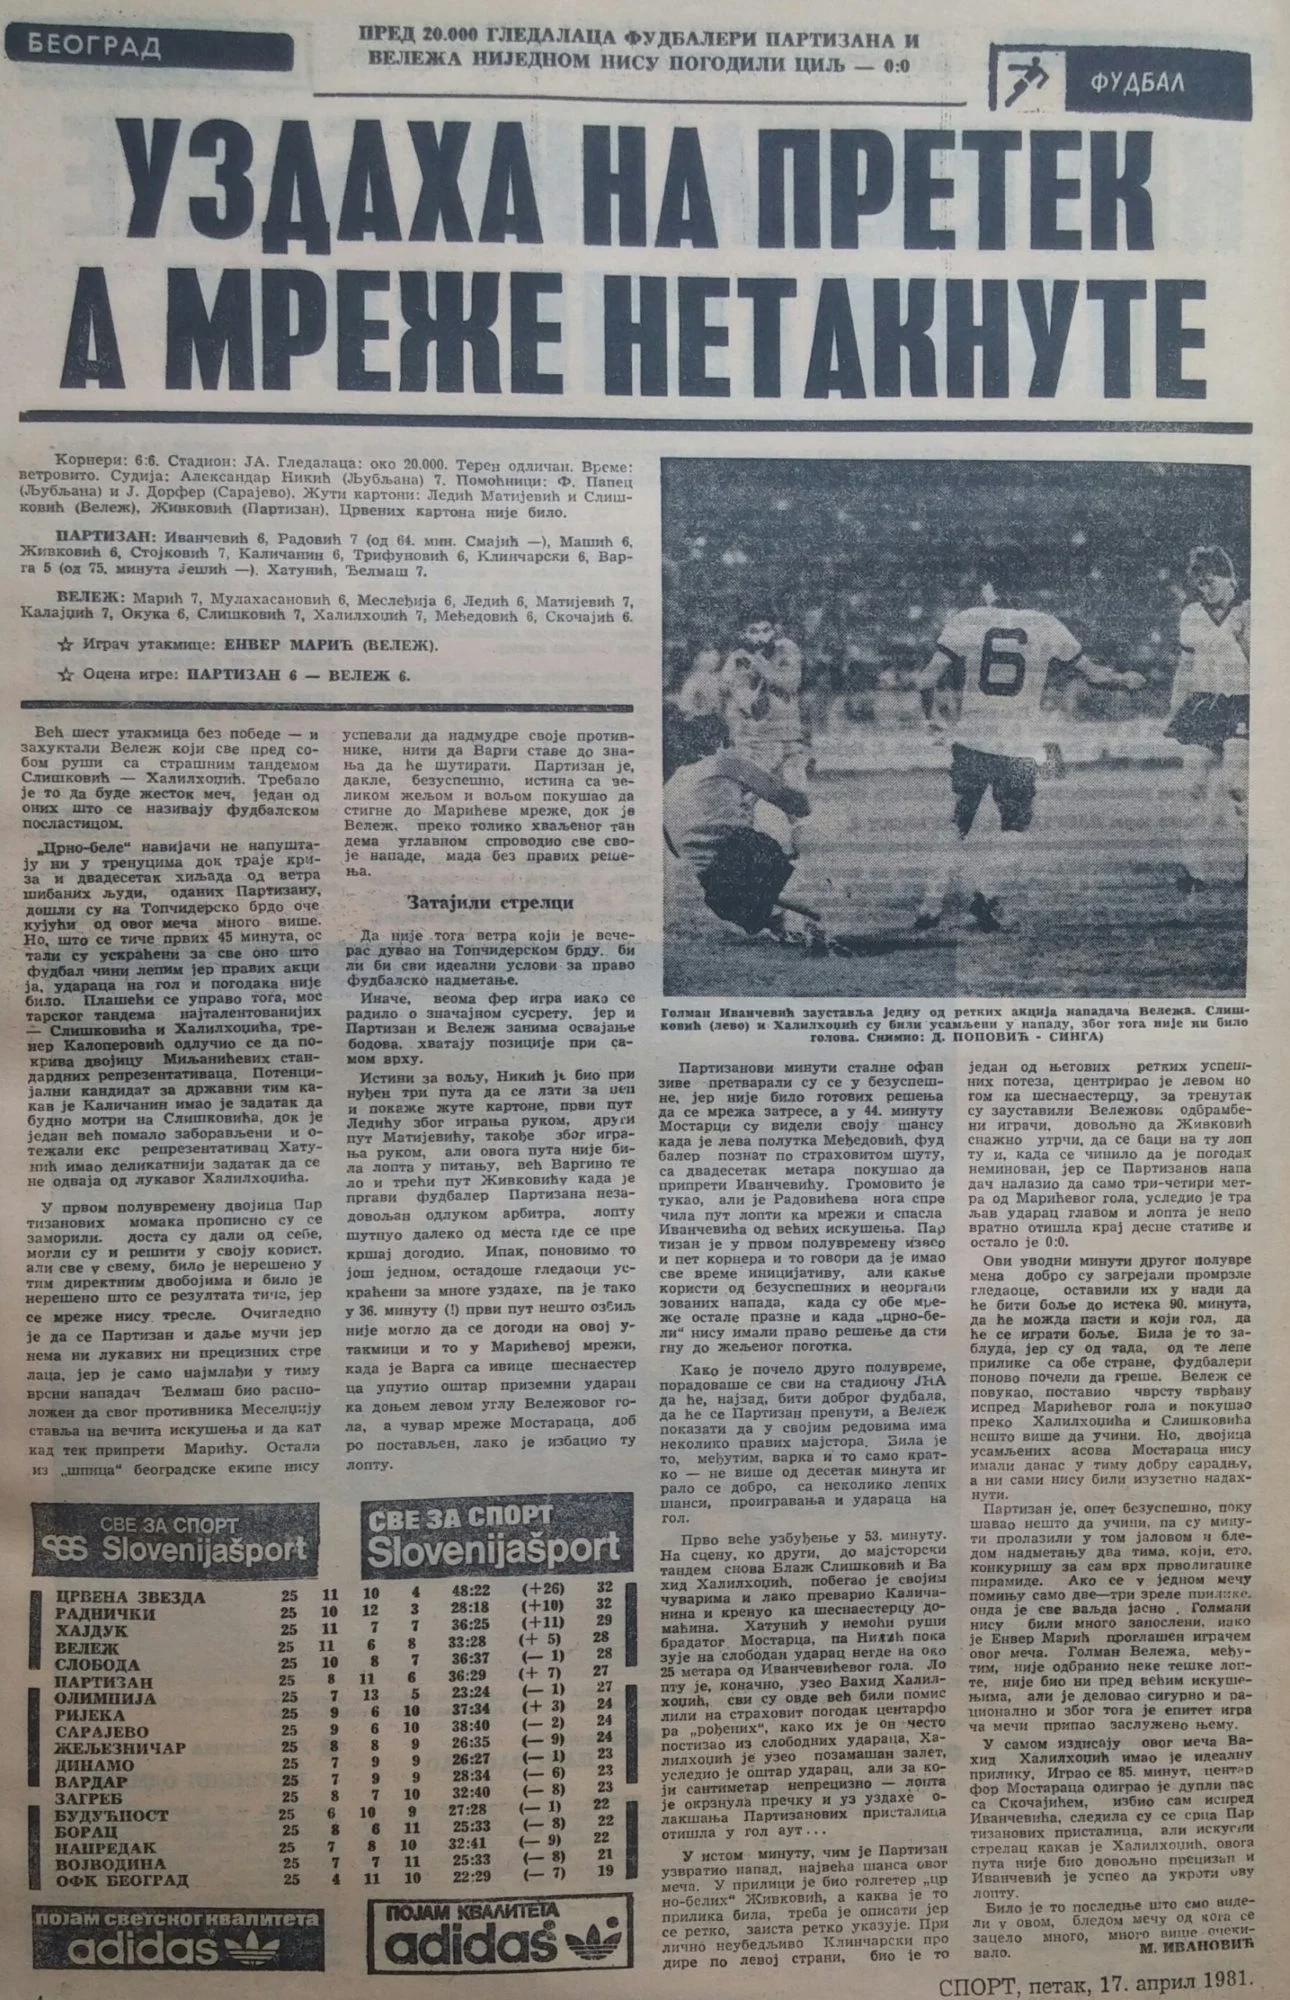 БЕОГРАД
ПРЕД 20.000 ГЛЕДАЛАЦА ФУДБАЛЕРИ ПАРТИЗАНА И
ВЕЛЕЖА НИЈЕДНОМ НИСУ ПОГОДИЛИ ЦИЉ — 0:0
ФУДБАЛ
УЗДАХА НА ПРЕТЕК
А МРЕЖЕ НЕТАКНУТЕ
Корнери: 6:6. Стадион: ЈА. Гледалаца: око 20.000. Терен одличан. Време:
ветровито. Судија: Александар Никић (Љубљана) 7. Помоћници: Ф. Папец
(Љубљана) и Ј. Дорфер (Сарајево). Жути картони: Ледић Матијевић и Слиш-
ковић (Вележ), Живковић (Партизан). Црвених картона није било.
ПАРТИЗАН: Иванчевић 6, Радовић 7 (од 64. мин. Смајић —), Машић 6,
Живковић 6, Стојковић 7, Каличанин 6, Трифуновић 6, Клинчарски 6, Вар-
га 5 (од 75. минута Јешић —). Хатунић, Ђелмаш 7.
ВЕЛЕЖ: Марић 7, Мулахасановић 6, Меслеђија 6, Ледић 6, Матијевић 7,
Калајџић 7, Окука 6, Слишковић 7, Халилхоџић 7, Међедовић 6, Скочајић 6.
☆ Играч утакмице: ЕНВЕР МАРИЋ (ВЕЛЕЖ).
☆ Оцена игре: ПАРТИЗАН 6 — ВЕЛЕЖ 6.
Већ шест утакмица без победе — и
захуктали Вележ који све пред со-
бом руши са страшним тандемом
Слишковић — Халилхоџић. Требало
је то да буде жесток меч, један од
оних што се називају фудбалском
посластицом.
„Црно-беле“ навијачи не напушта-
ју ни у тренуцима док траје кри-
за и двадесетак хиљада од ветра
шибаних људи, оданих Партизану,
дошли су на Топчидерско брдо оче
кујући од овог меча много више.
Но, што се тиче првих 45 минута, ос
тали су ускраћени за све оно што
фудбал чини лепим јер правих акци
ја, удараца на гол и погодака није
било. Плашећи се управо тога, мос
тарског тандема најталентованијих
— Слишковића и Халилхоџића, тре-
нер Калоперовић одлучио се да по-
крива двојицу Миљанићевих стан-
дардних репрезентативаца. Потенци-
јални кандидат за државни тим ка-
кав је Каличанин имао је задатак да
будно мотри на Слишковића, док је
један већ помало заборављени и о-
тежали екс репрезентативац Хату-
нић имао деликатнији задатак да се
не одваја од лукавог Халилхоџића.
У првом полувремену двојица Пар
тизанових момака прописно су се
заморили. доста су дали од себе,
могли су и решити у своју корист,
али све у свему, било је нерешено у
тим директним двобојима и било је
нерешено што се резултата тиче, јер
се мреже нису тресле. Очигледно
је да се Партизан и даље мучи јер
нема ни лукавих ни прецизних стре
лаца, јер је само најмлађи у тиму
врсни нападач Ђелмаш био распо-
ложен да свог противника Меселџију
ставља на вечита искушења и да кат
кад тек припрети Марићу. Остали
из „шпица“ београдске екипе нису
успевали да надмудре своје против-
нике, нити да Варги ставе до зна-
ња да ће шутирати. Партизан је,
дакле, безуспешно, истина са ве-
ликом жељом и вољом покушао да
стигне до Марићеве мреже, док је
Вележ. преко толико хваљеног тан
дема углавном спроводио све сво-
је нападе, мада без правих реше-
ња.
Затајили стрелци
Да није тога ветра који је вече-
рас дувао на Топчидерском брду. би
ли би сви идеални услови за право
фудбалско надметање.
Иначе, веома фер игра иако се
радило о значајном сусрету, јер и
Партизан и Вележ занима освајање
бодова, хватају позиције при са-
мом врху.
Истини за вољу, Никић је био при
нуђен три пута да се лати за џеп
и покаже жуте картоне, први пут
Ледићу због играња руком, други
пут Матијевићу, такође због игра-
ња руком, али овога пута није би-
ла лопта у питању, већ Варгино те
ло и трећи пут Живковићу када је
пргави фудбалер Партизана неза-
довољан одлуком арбитра, лопту
шутнуо далеко од места где се пре
кршај догодио. Ипак, поновимо то
још једном, остадоше гледаоци ус-
краћени за многе уздахе, па је тако
у 36. минуту (!) први пут нешто озбиљ
није могло да се догоди на овој у-
такмици и то у Марићевој мрежи,
када је Варга са ивице шеснаестер
ца упутио оштар приземни ударац
ка доњем левом углу Вележовог го-
ла, а чувар мреже Мостараца, доб
ро постављен, лако је избацио ту
лопту.
Голман Иванчевић зауставља једну од ретких акција нападача Вележа. Слиш-
ковић (лево) и Халилхоџић су били усамљени у нападу, због тога није ни било
голова. Снимио: Д. ПОПОВИЋ - СИНГА)
Партизанови минути сталне офан
зиве претварали су се у безуспеш-
не, јер није било готових решења
да се мрежа затресе, а у 44. минуту
Мостарци су видели своју шансу
када је лева полутка Међедовић, фуд
балер познат по страховитом шуту,
са двадесетак метара покушао да
припрети Иванчевићу. Громовито је
тукао, али је Радовићева нога спре
чила пут лопти ка мрежи и спасла
Иванчевића од већих искушења. Пар
тизан је у првом полувремену извео
и пет корнера и то говори да је имао
све време иницијативу, али какве
користи од безуспешних и неоргани
зованих напада, када су обе мре-
же остале празне и када „црно-бе-
ли“ нису имали право решење да сти
гну до жељеног поготка.
Како је почело друго полувреме,
порадоваше се сви на стадиону ЈНА
да ће, најзад, бити доброг фудбала,
да ће се Партизан пренути, а Вележ
показати да у својим редовима има
неколико правих мајстора. Била је
то, међутим, варка и то само крат-
ко — не више од десетак минута иг
рало се добро, са неколико лепих
шанси, проигравања и удараца на
гол.
Прво веће узбуђење у 53. минуту.
На сцену, ко други, до мајсторски
тандем снова Блаж Слишковић и Ва
хид Халилхоџић, побегао је својим
чуварима и лако преварио Калича-
нина и кренуо ка шеснаестерцу до-
маћина. Хатунић у немоћи руши
брадатог Мостарца, па Никић пока
зује на слободан ударац негде на око
25 метара од Иванчевићевог гола. Ло
пту је, конач­но, узео Вахид Халил-
хоџић, сви су овде већ били помис
лили на страховит погодак центарфо
ра „рођених“, како их је он често
постизао из слободних удараца, Ха-
лилхоџић је узео позамашан залет,
уследио је оштар ударац, али за ко-
ји сантиметар непрецизно — лопта
је окрзнула пречку и уз уздахе о-
лакшања Партизанових присталица
отишла у гол аут...
У истом минуту, чим је Партизан
узвратио напад, највећа шанса овог
меча. У прилици је био голгетер „цр
но-белих“ Живковић, а каква је то
прилика била, треба је описати јер
се ретко, заиста ретко указује. При
лично неубедљиво Клинчарски про
дире по левој страни, био је то
један од његових ретких успеш-
них потеза, центрирао је левом но
гом ка шеснаестерцу, за тренутак
су зауставили Вележови одбрамбе-
ни играчи, довољно да Живковић
снажно утрчи, да се баци на ту лоп
ту и, када се чинило да је погодак
неминован, јер се Партизанов напа
дач налазио да само три-четири мет-
ра од Марићевог гола, уследио је тра
љав ударац главом и лопта је непо
вратно отишла крај десне стативе и
остало је 0:0.
Ови уводни минути другог полувре
мена добро су загрејали промрзле
гледаоце, оставили их у нади да
ће бити боље до истека 90. минута,
да ће можда пасти и који гол, да
ће се играти боље. Била је то за-
блуда, јер су од тада, од те лепе
прилике са обе стране, фудбалери
поново почели да греше. Вележ се
повукао, поставио чврсту тврђаву
испред Марићевог гола и покушао
преко Халилхоџића и Слишковића
нешто више да учини. Но, двојица
усамљених асова Мостараца нису
имали данас у тиму добру сарадњу,
а ни сами нису били изузетно надах-
нути.
Партизан је, опет безуспешно, поку
шавао нешто да учини, па су мину-
ти пролазили у том јаловом и бле-
дом надметању два тима, који, ето,
конкуришу за сам врх прволигашке
пирамиде. Ако се у једном мечу
помињу само две—три зреле прилике,
онда је све ваљда јасно. Голмани
нису били много запослени, иако
је Енвер Марић проглашен играчем
овог меча. Голман Вележа, међу-
тим, није одбранио неке тешке лоп-
те, није био ни пред већим искуше-
њима, али је деловао сигурно и ра-
ционално и због тога је епитет игра
ча мечи припао заслужено њему.
У самом издисају овог меча Ва-
хид Халилхоџић имао је идеалну
прилику. Играо се 85. минут, центар
фор Мостараца одиграо је дупли пас
са Скочајићем, избио сам испред
Иванчевића, следила су се срца Пар
тизанових присталица, али искусни
стрелац какав је Халилхоџић, овога
пута није био довољно прецизан и
Иванчевић је успео да укроти ову
лопту.
Било је то последње што смо виде-
ли у овом, бледом мечу од кога се
зацело много, много више очеки-
вало.
М. ИВАНОВИЋ
СВЕ ЗА СПОРТ
Slovenijašport
СВЕ ЗА СПОРТ
Slovenijašport
ЦРВЕНА ЗВЕЗДА 25 11 10 4 48:22 (+26) 32
РАДНИЧКИ 25 10 12 3 28:18 (+10) 32
ХАЈДУК 25 11 7 7 36:25 (+11) 29
ВЕЛЕЖ 25 11 6 8 33:28 (+ 5) 28
СЛОБОДА 25 10 8 7 36:37 (— 1) 28
ПАРТИЗАН 25 8 11 6 36:29 (+ 7) 27
ОЛИМПИЈА 25 7 13 5 23:24 (— 1) 27
РИЈЕКА 25 9 6 10 37:34 (+ 3) 24
САРАЈЕВО 25 9 6 10 38:40 (— 2) 24
ЖЕЉЕЗНИЧАР 25 8 8 9 26:35 (— 9) 24
ДИНАМО 25 7 9 9 26:27 (— 1) 23
ВАРДАР 25 7 9 9 28:34 (— 6) 23
ЗАГРЕБ 25 8 7 10 32:40 (— 8) 23
БУДУЋНОСТ 25 6 10 9 27:28 (— 1) 22
БОРАЦ 25 8 6 11 25:33 (— 8) 22
НАПРЕДАК 25 7 8 10 32:41 (— 9) 22
ВОЈВОДИНА 25 7 7 11 25:33 (— 8) 21
ОФК БЕОГРАД 25 4 11 10 22:29 (— 7) 19
ПОЈАМ СВЕТСКОГ КВАЛИТЕТА
adidas
ПОЈАМ КВАЛИТЕТА
adidas
СПОРТ, петак, 17. април 1981.